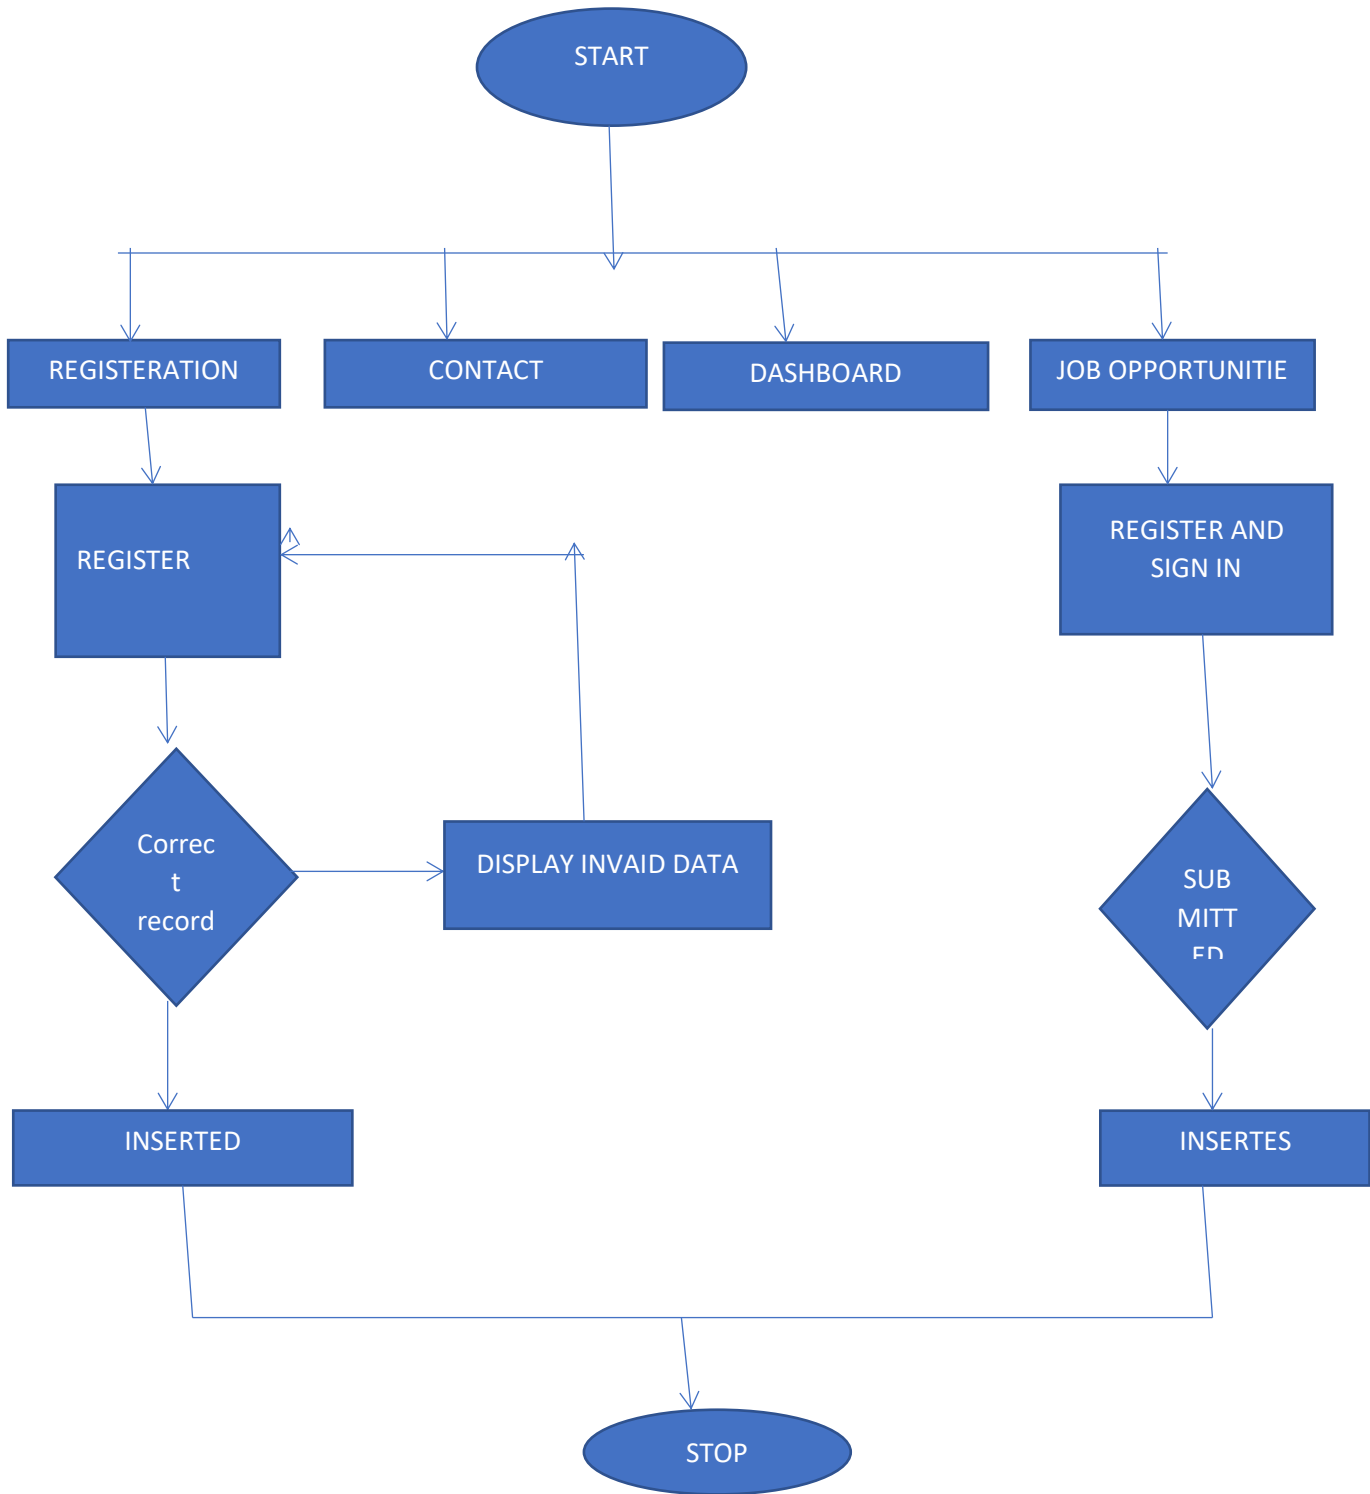 START
REGISTERATION
CONTACT
DASHBOARD
JOB OPPORTUNITIE
REGISTER
REGISTER AND
SIGN IN
Correc
t
record
DISPLAY INVAID DATA
SUB
MITT
ED
INSERTED
INSERTES
STOP